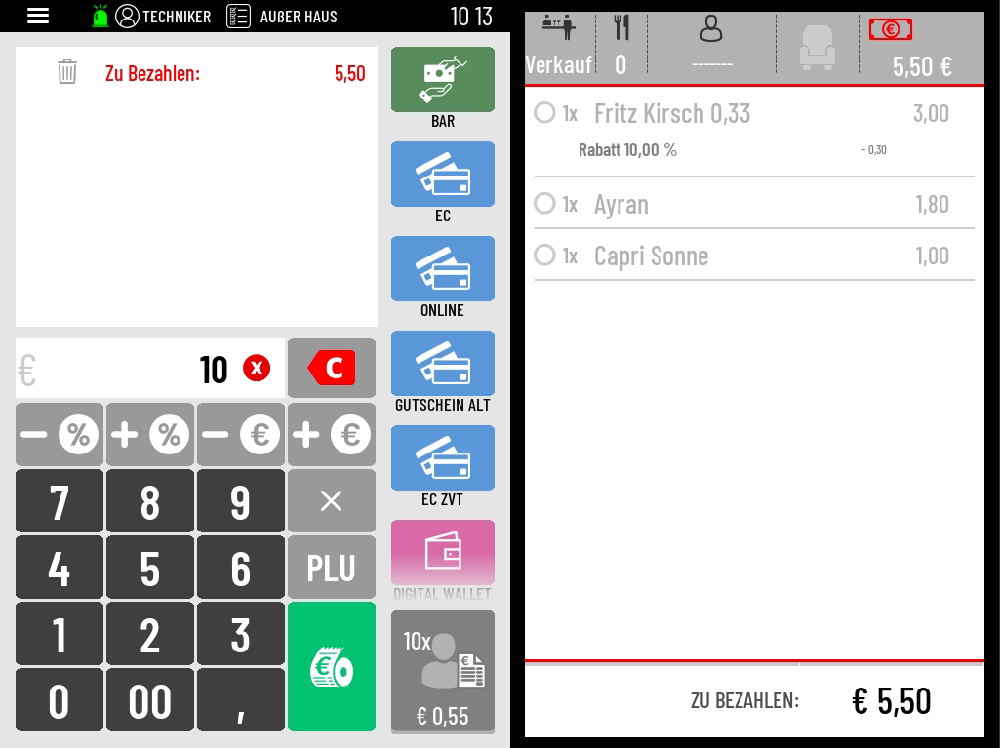 TECHNIKER
AUßER HAUS
10 13
Zu Bezahlen: 5,50
BAR
EC
ONLINE
GUTSCHEIN ALT
EC ZVT
DIGITAL WALLET
€ 10 X C
- % + % - € + €
7 8 9 ×
4 5 6 PLU
1 2 3
0 00 ,
€
10x
€
€ 0,55
Verkauf 0 ------- € 5,50 €
1x Fritz Kirsch 0,33 3,00
Rabatt 10,00 % - 0,30
1x Ayran 1,80
1x Capri Sonne 1,00
ZU BEZAHLEN: € 5,50